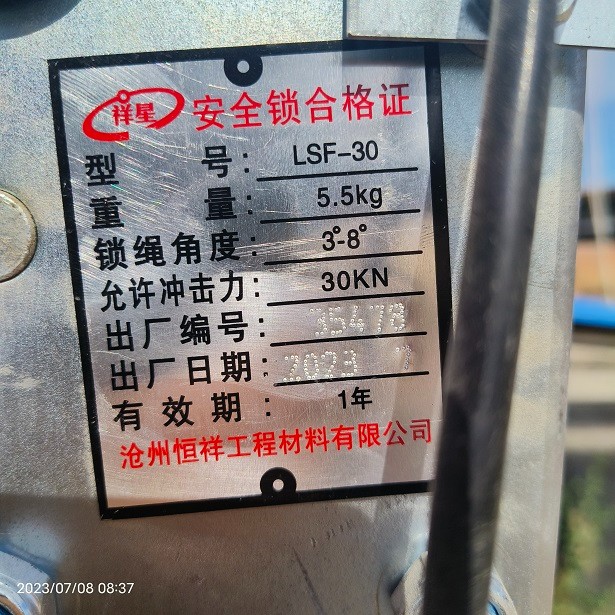 祥星 安全锁合格证
型号: LSF-30
重量: 5.5kg
锁绳角度: 3°-8°
允许冲击力: 30KN
出厂编号: 35478
出厂日期: 2023 7
有效期: 1年
沧州恒祥工程材料有限公司
2023/07/08 08:37